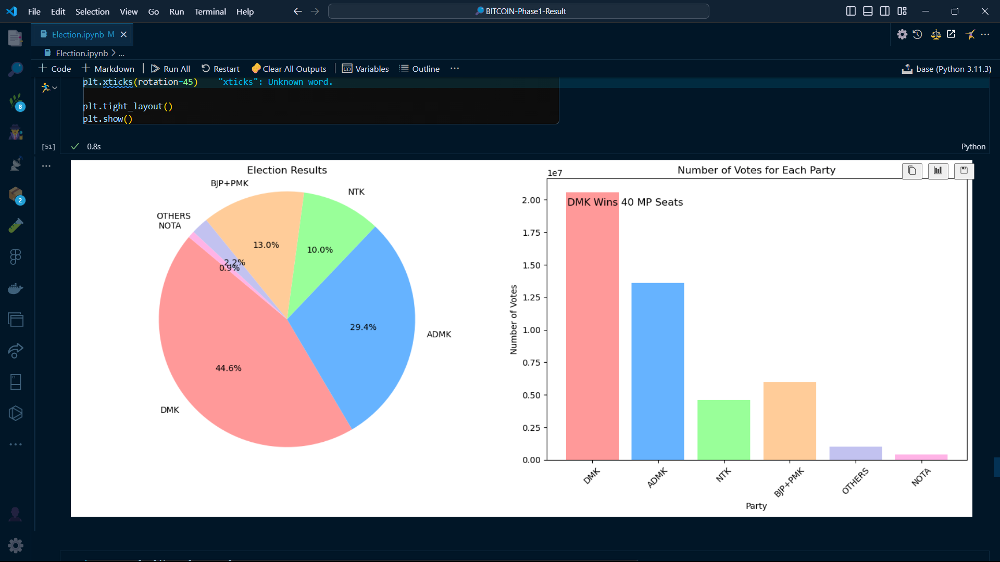 File Edit Selection View Go Run Terminal Help
BITCOIN-Phase1-Result
Election.ipynb M
Election.ipynb > ...
+ Code + Markdown | Run All Restart Clear All Outputs | Variables Outline ...
base (Python 3.11.3)
plt.xticks(rotation=45) "xticks": Unknown word.
plt.tight_layout()
plt.show()
[51] 0.8s
Python
8
2
Election Results
BJP+PMK
NTK
OTHERS
NOTA
13.0%
10.0%
2.2%
0.9%
29.4%
ADMK
44.6%
DMK
Number of Votes for Each Party
1e7
DMK Wins 40 MP Seats
2.00
1.75
1.50
1.25
1.00
0.75
0.50
0.25
0.00
Number of Votes
DMK
ADMK
NTK
BJP+PMK
OTHERS
NOTA
Party